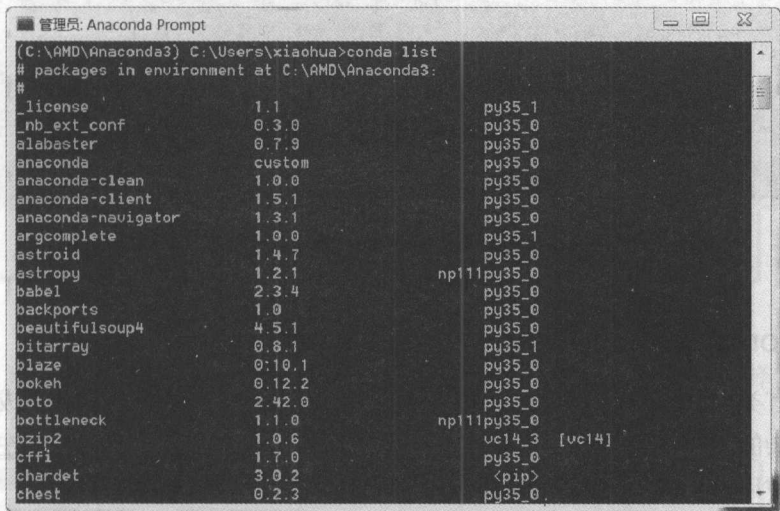 管理员: Anaconda Prompt
(C:\AMD\Anaconda3) C:\Users\xiaohua>conda list
# packages in environment at C:\AMD\Anaconda3:
#
_license 1.1 py35_1
_nb_ext_conf 0.3.0 py35_0
alabaster 0.7.9 py35_0
anaconda custom py35_0
anaconda-clean 1.0.0 py35_0
anaconda-client 1.5.1 py35_0
anaconda-navigator 1.3.1 py35_0
argcomplete 1.0.0 py35_1
astroid 1.4.7 py35_0
astropy 1.2.1 np111py35_0
babel 2.3.4 py35_0
backports 1.0 py35_0
beautifulsoup4 4.5.1 py35_0
bitarray 0.8.1 py35_1
blaze 0.10.1 py35_0
bokeh 0.12.2 py35_0
boto 2.42.0 py35_0
bottleneck 1.1.0 np111py35_0
bzip2 1.0.6 vc14_3 [vc14]
cffi 1.7.0 py35_0
chardet 3.0.2 <pip>
chest 0.2.3 py35_0